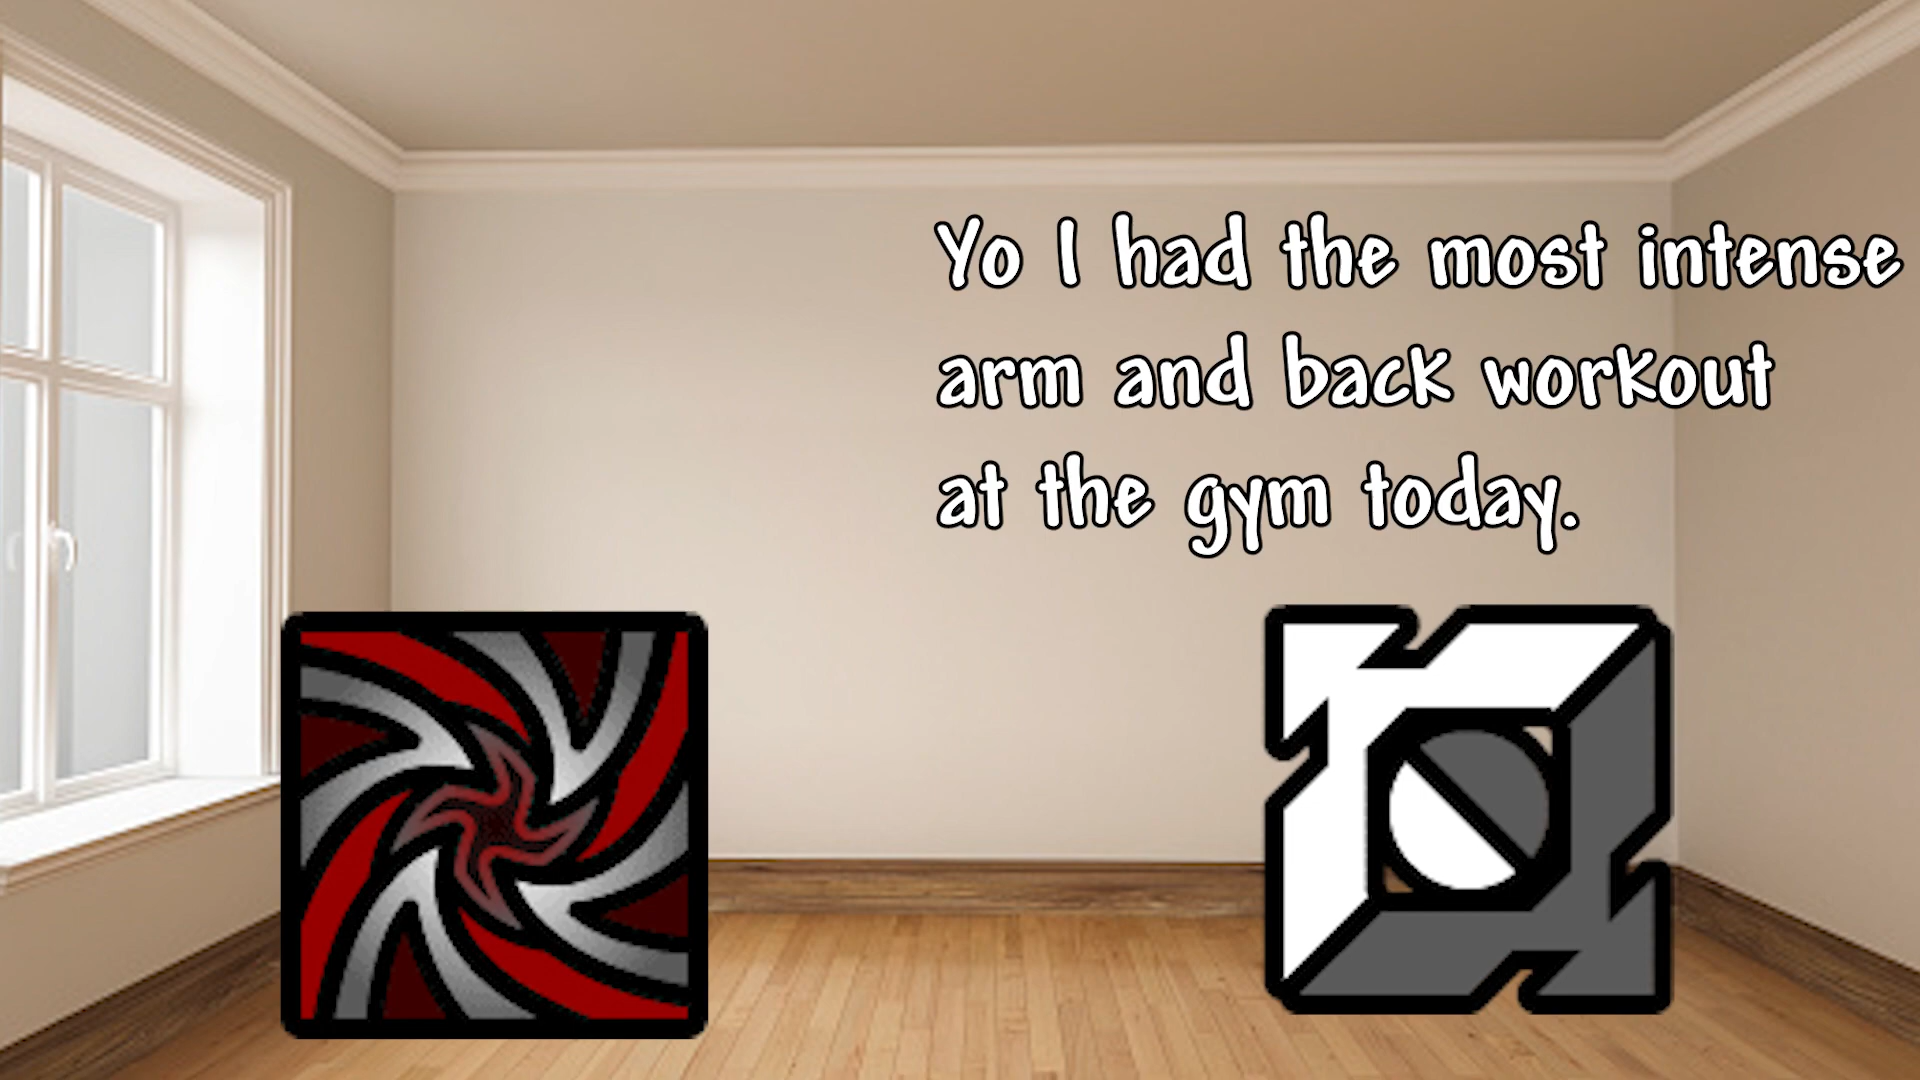 Yo I had the most intense
arm and back workout
at the gym today.